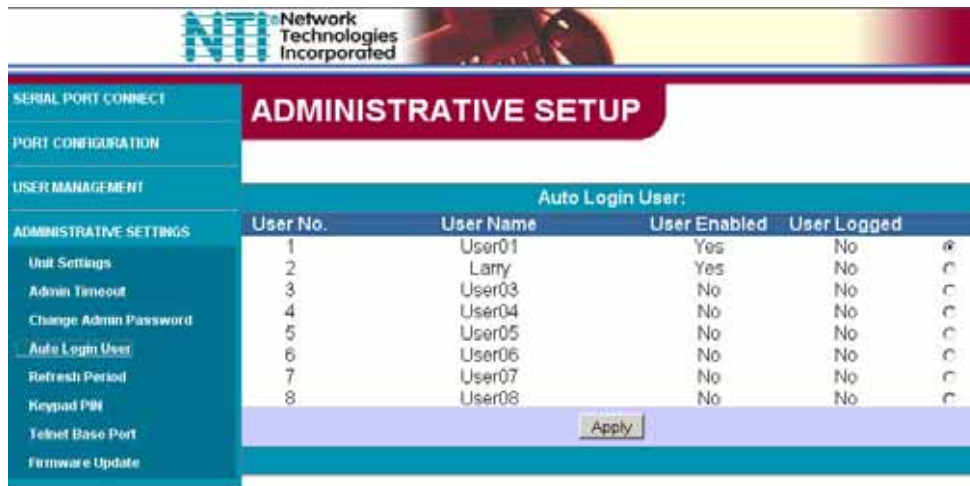 NTI ® Network
Technologies
Incorporated
SERIAL PORT CONNECT
PORT CONFIGURATION
USER MANAGEMENT
ADMINISTRATIVE SETTINGS
Unit Settings
Admin Timeout
Change Admin Password
Auto Login User
Refresh Period
Keypad PIN
Telnet Base Port
Firmware Update
ADMINISTRATIVE SETUP
Auto Login User:
User No. User Name User Enabled User Logged
1 User01 Yes No
2 Larry Yes No
3 User03 No No
4 User04 No No
5 User05 No No
6 User06 No No
7 User07 No No
8 User08 No No
Apply